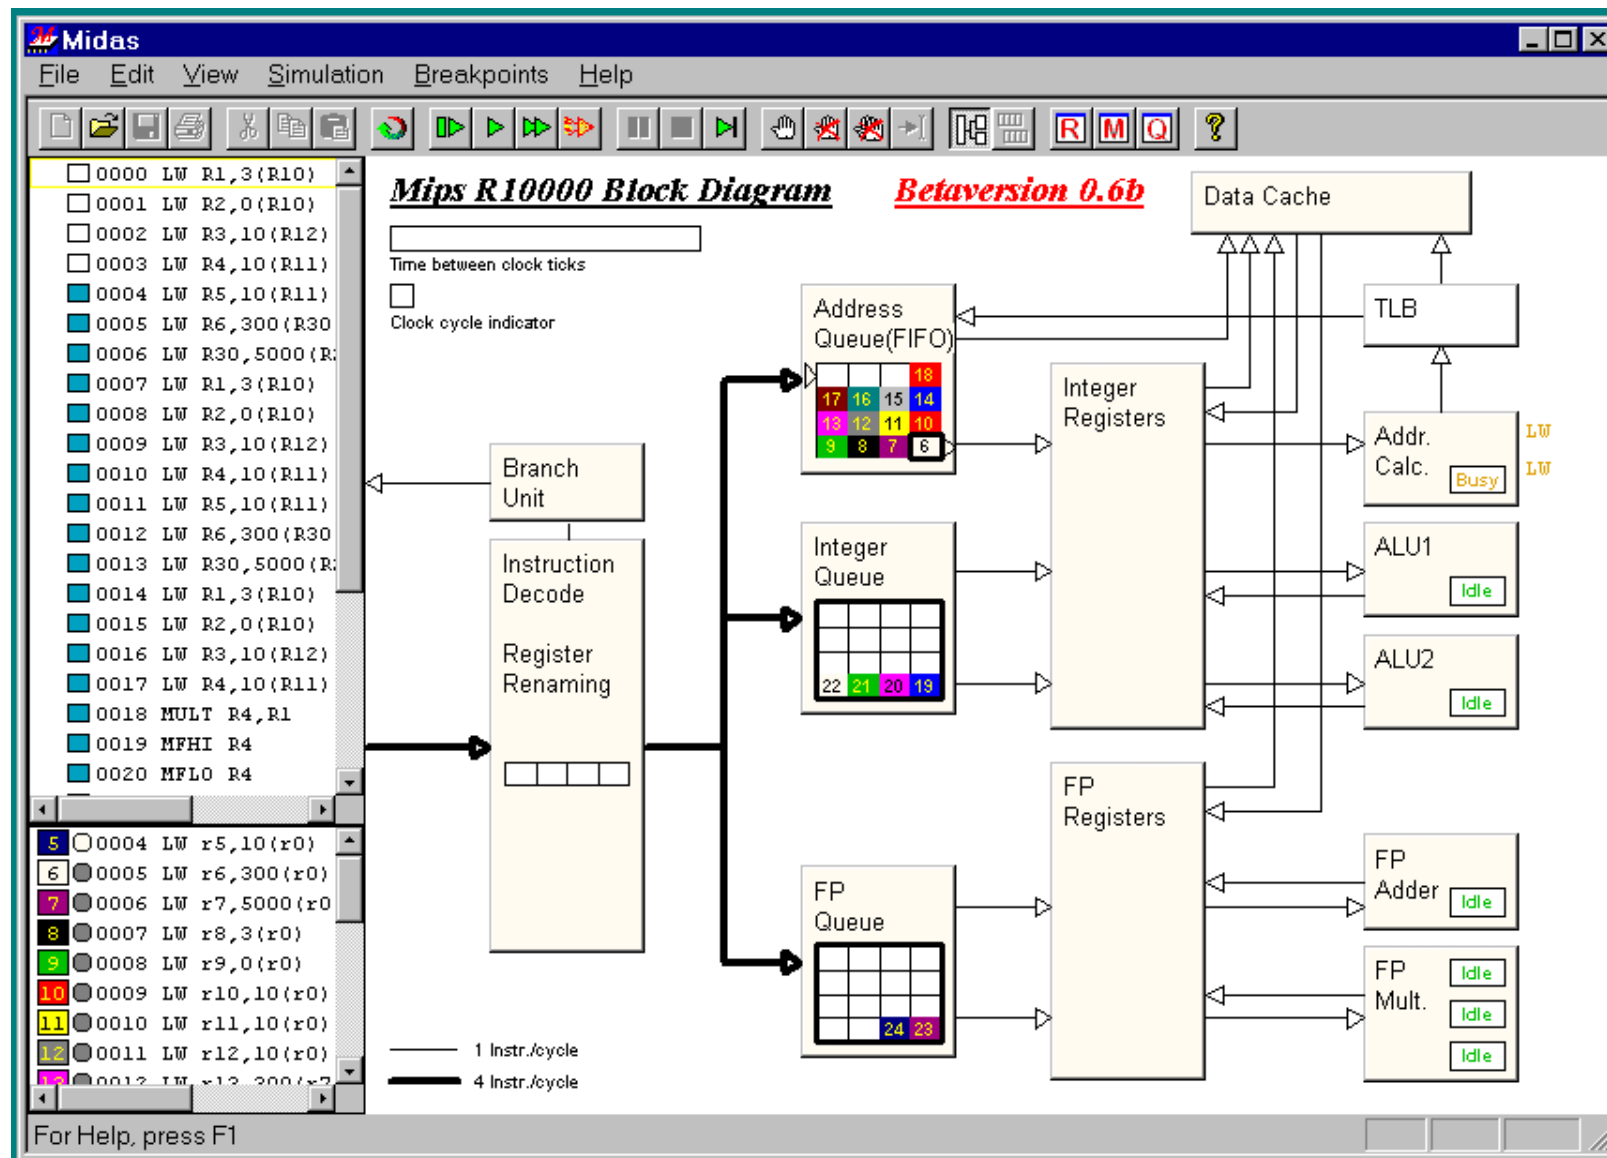 Midas
File Edit View Simulation Breakpoints Help
R M Q ?
0000 LW R1,3(R10)
0001 LW R2,0(R10)
0002 LW R3,10(R12)
0003 LW R4,10(R11)
0004 LW R5,10(R11)
0005 LW R6,300(R30
0006 LW R30,5000(R
0007 LW R1,3(R10)
0008 LW R2,0(R10)
0009 LW R3,10(R12)
0010 LW R4,10(R11)
0011 LW R5,10(R11)
0012 LW R6,300(R30
0013 LW R30,5000(R
0014 LW R1,3(R10)
0015 LW R2,0(R10)
0016 LW R3,10(R12)
0017 LW R4,10(R11)
0018 MULT R4,R1
0019 MFHI R4
0020 MFLO R4
5 0004 LW r5,10(r0)
6 0005 LW r6,300(r0)
7 0006 LW r7,5000(r0
8 0007 LW r8,3(r0)
9 0008 LW r9,0(r0)
10 0009 LW r10,10(r0)
11 0010 LW r11,10(r0)
12 0011 LW r12,10(r0)
13 0012 LW r13,300(r7
Mips R10000 Block Diagram
Betaversion 0.6b
Time between clock ticks
Clock cycle indicator
Branch
Unit
Instruction
Decode
Register
Renaming
1 Instr./cycle
4 Instr./cycle
Address
Queue(FIFO)
18
17 16 15 14
13 12 11 10
9 8 7 6
Integer
Queue
22 21 20 19
FP
Queue
24 23
Integer
Registers
FP
Registers
Data Cache
TLB
Addr.
Calc.
Busy
LW
LW
ALU1
Idle
ALU2
Idle
FP
Adder
Idle
FP
Mult.
Idle
Idle
Idle
For Help, press F1